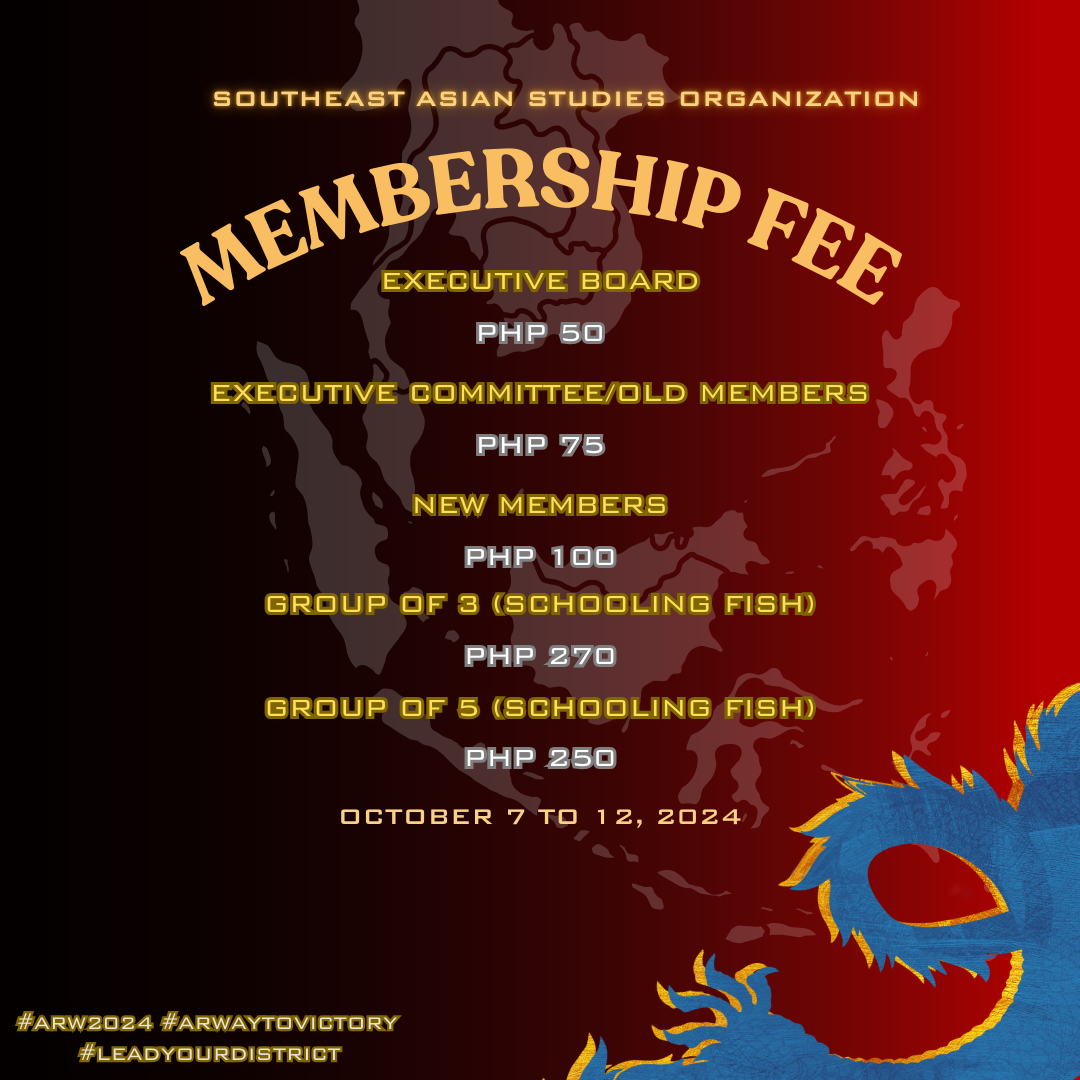 SOUTHEAST ASIAN STUDIES ORGANIZATION
MEMBERSHIP FEE
EXECUTIVE BOARD
PHP 50
EXECUTIVE COMMITTEE/OLD MEMBERS
PHP 75
NEW MEMBERS
PHP 100
GROUP OF 3 (SCHOOLING FISH)
PHP 270
GROUP OF 5 (SCHOOLING FISH)
PHP 250
OCTOBER 7 TO 12, 2024
#ARW2024 #ARWAYTOVICTORY
#LEADYOURDISTRICT